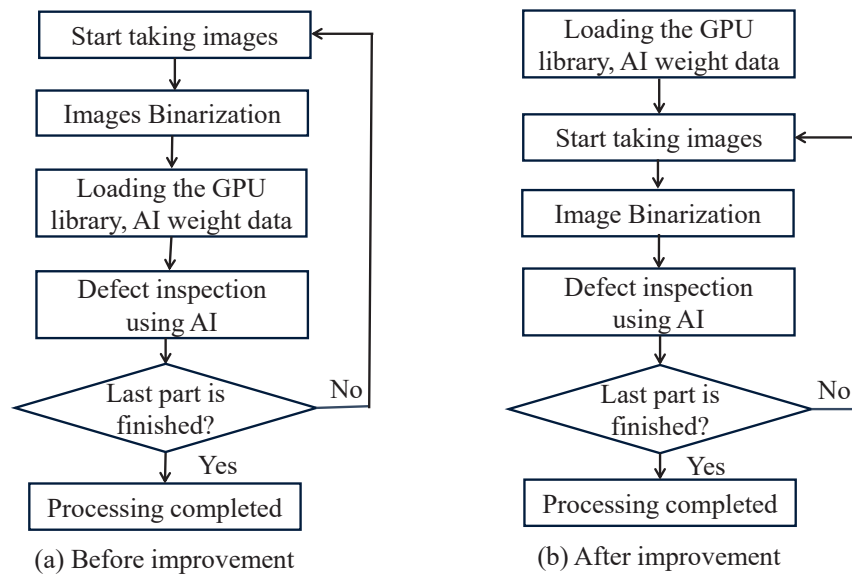 Start taking images
Images Binarization
Loading the GPU
library, AI weight data
Defect inspection
using AI
Last part is
finished?
No
Yes
Processing completed
(a) Before improvement
Loading the GPU
library, AI weight data
Start taking images
Image Binarization
Defect inspection
using AI
Last part is
finished?
No
Yes
Processing completed
(b) After improvement